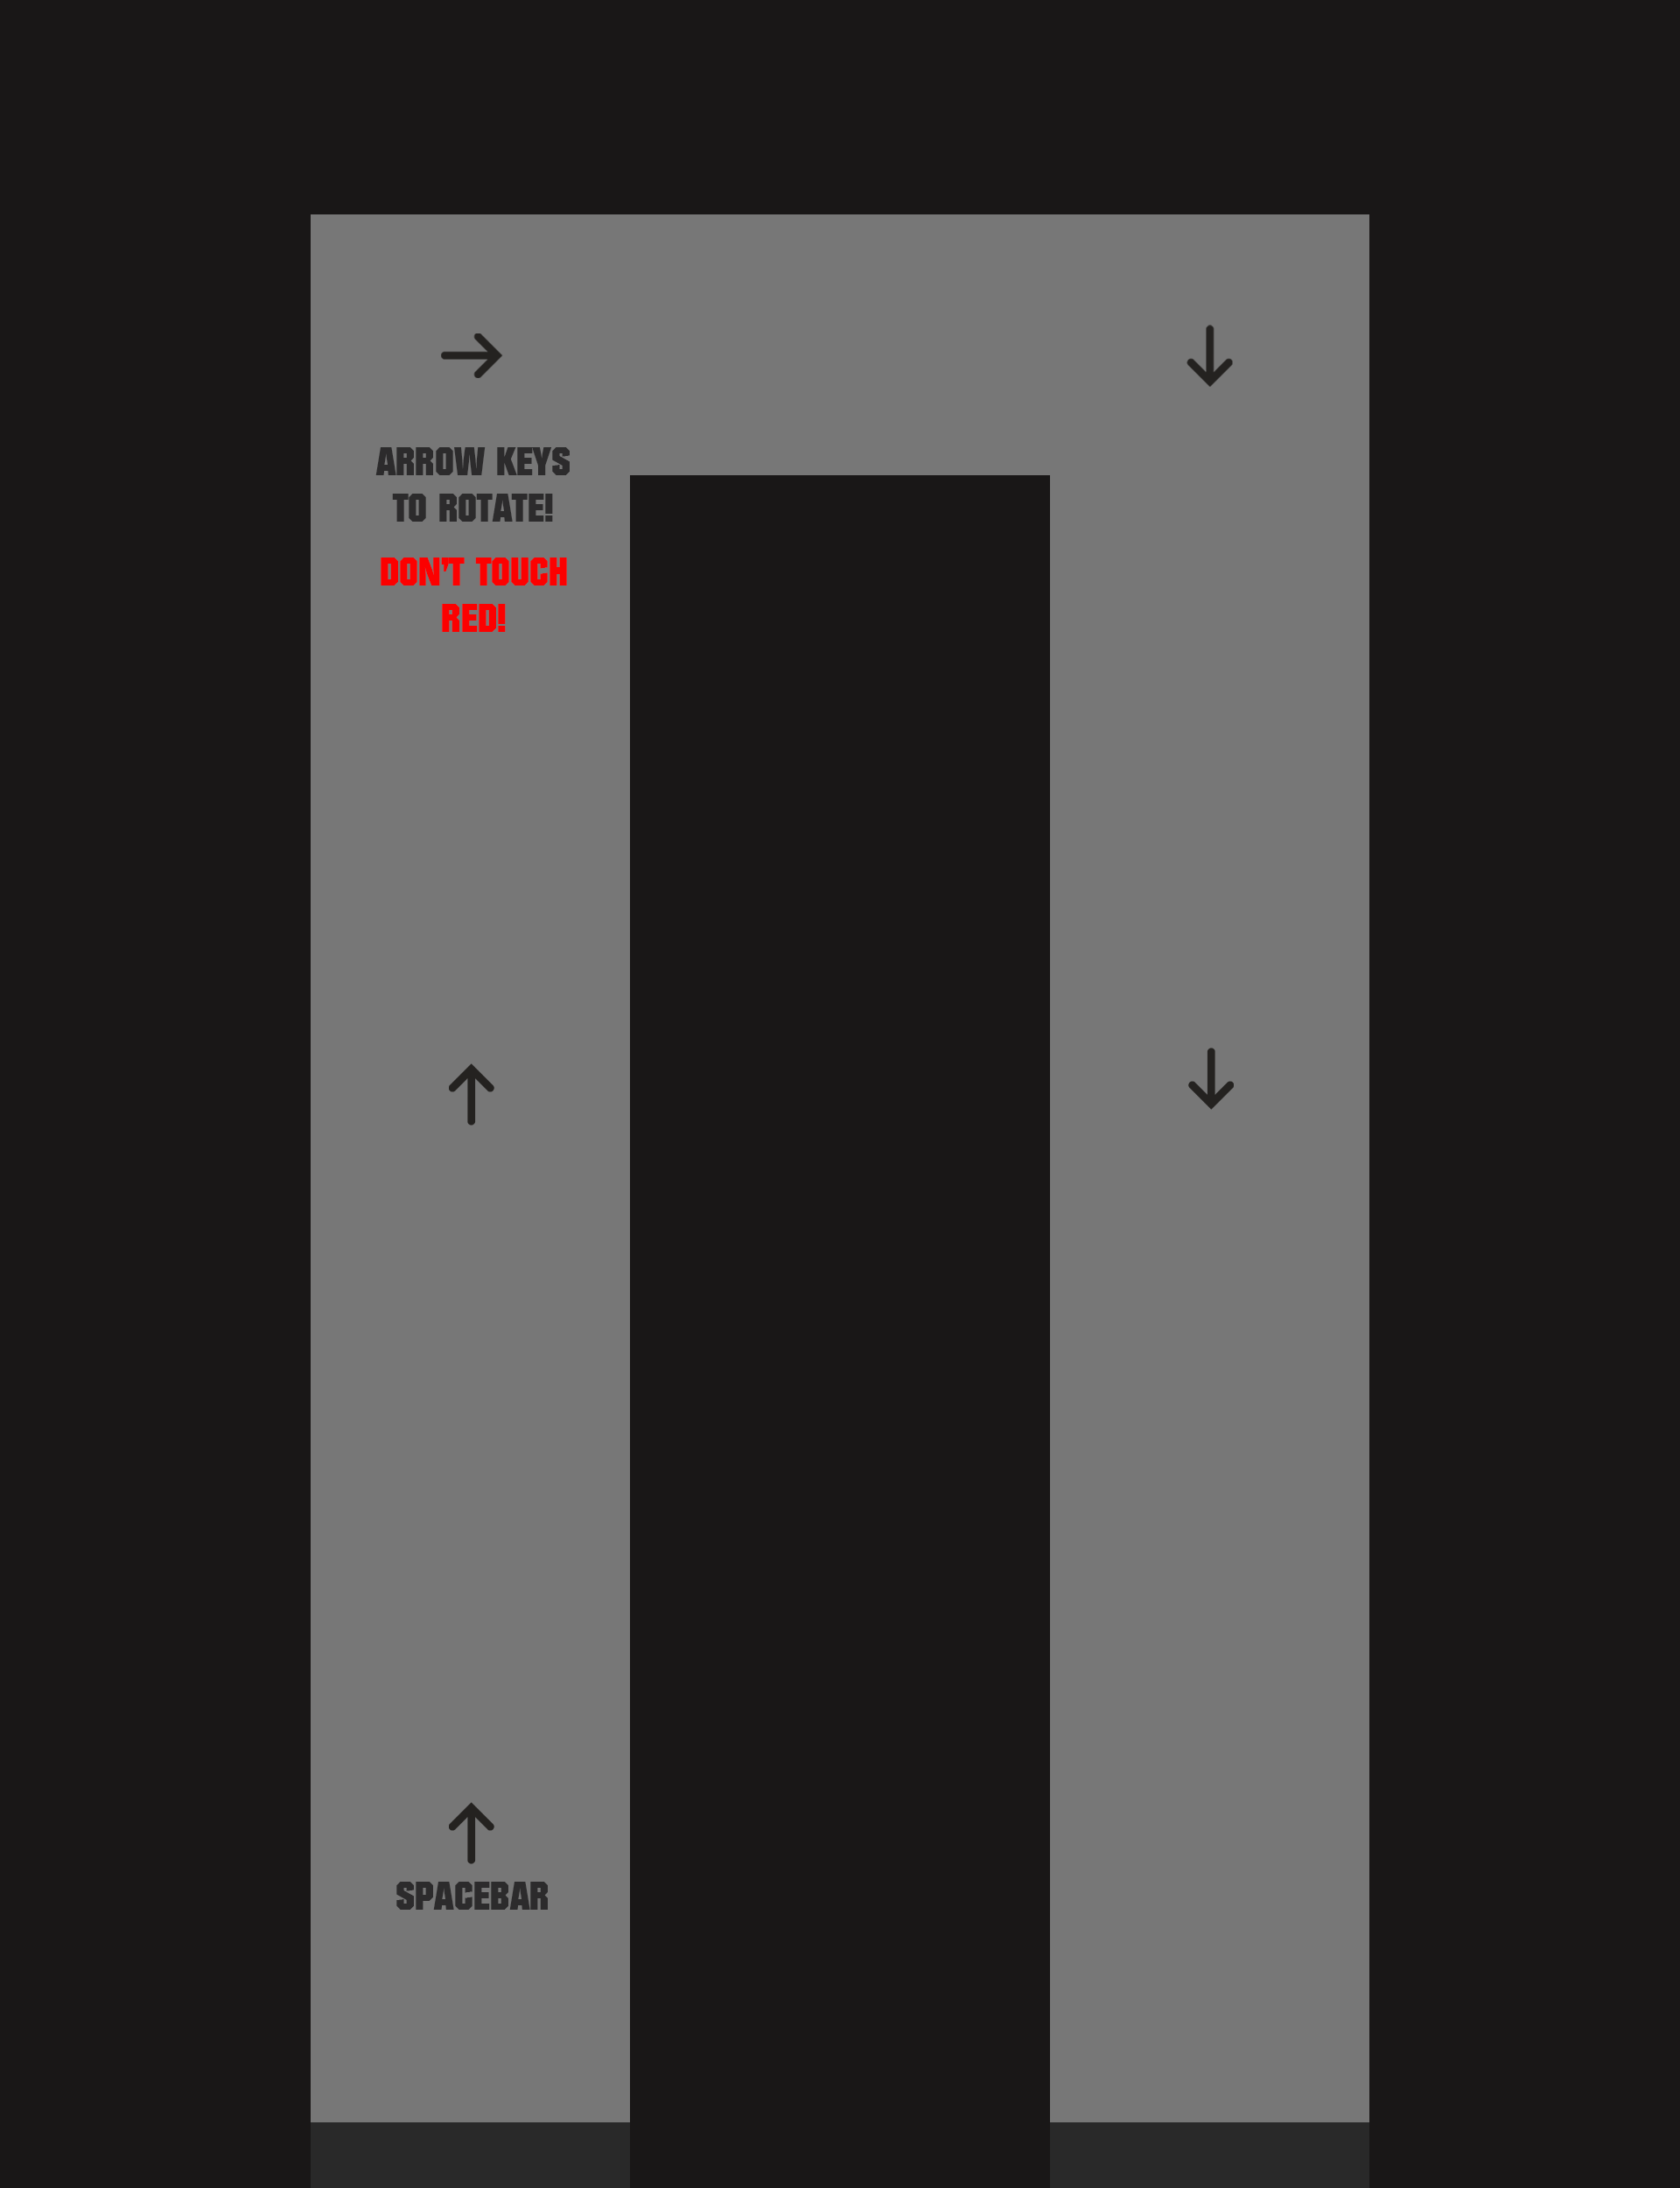 ARROW KEYS
TO ROTATE!
DON'T TOUCH
RED!
SPACEBAR